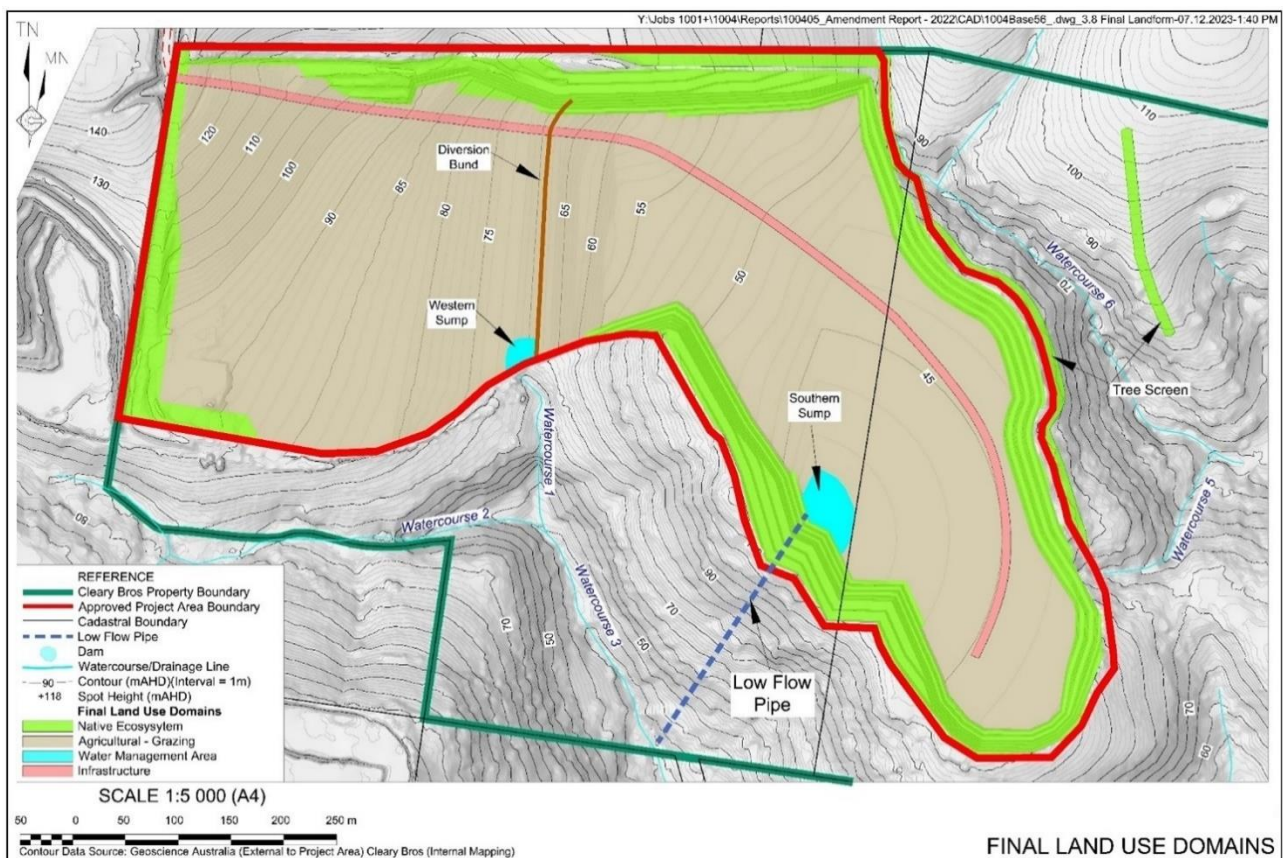 Y:\Jobs 1001+\1004\Reports\100405_Amendment Report - 2022\CAD\1004Base56_.dwg_3.8 Final Landform-07.12.2023-1:40 PM
TN
MN
140
130
120
110
100
90
85
80
75
65
60
55
50
45
Diversion
Bund
Western
Sump
Southern
Sump
90
100
110
Watercourse 6
90
70
Tree Screen
Watercourse 5
Watercourse 1
Watercourse 2
Watercourse 3
80
70
50
50
70
90
Low Flow
Pipe
70
60
REFERENCE
Cleary Bros Property Boundary
Approved Project Area Boundary
Cadastral Boundary
Low Flow Pipe
Dam
Watercourse/Drainage Line
90 Contour (mAHD)(Interval = 1m)
+118 Spot Height (mAHD)
Final Land Use Domains
Native Ecosysytem
Agricultural - Grazing
Water Management Area
Infrastructure
SCALE 1:5 000 (A4)
50 0 50 100 150 200 250 m
Contour Data Source: Geoscience Australia (External to Project Area) Cleary Bros (Internal Mapping)
FINAL LAND USE DOMAINS